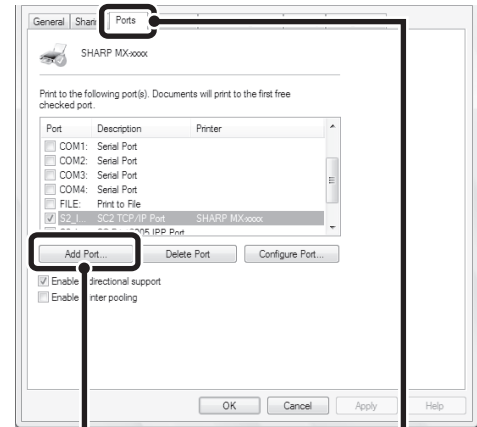 General Shari Ports
SHARP MX-xxxx
Print to the following port(s). Documents will print to the first free
checked port.
Port Description Printer
COM1: Serial Port
COM2: Serial Port
COM3: Serial Port
COM4: Serial Port
FILE: Print to File
S2_I... SC2 TCP/IP Port SHARP MX-xxxx
IPP Port
Add Port... Delete Port Configure Port...
Enable directional support
Enable inter pooling
OK Cancel Apply Help